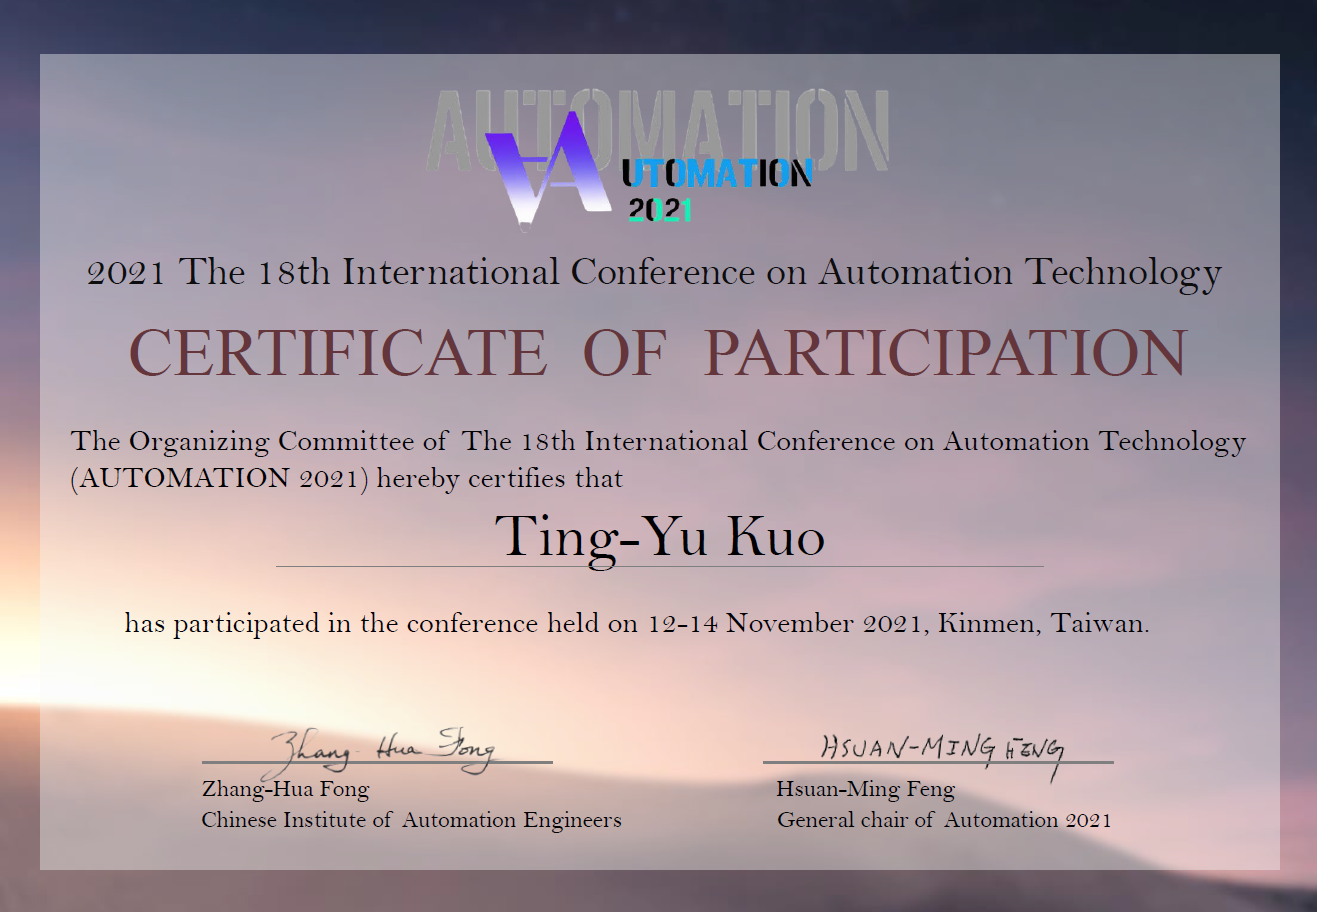 AUTOMATION
AUTOMATION
2021
2021 The 18th International Conference on Automation Technology
CERTIFICATE OF PARTICIPATION
The Organizing Committee of The 18th International Conference on Automation Technology
(AUTOMATION 2021) hereby certifies that
Ting-Yu Kuo
has participated in the conference held on 12-14 November 2021, Kinmen, Taiwan.
Zhang-Hua Fong HSUAN-MING FENG
Zhang-Hua Fong
Chinese Institute of Automation Engineers
Hsuan-Ming Feng
General chair of Automation 2021